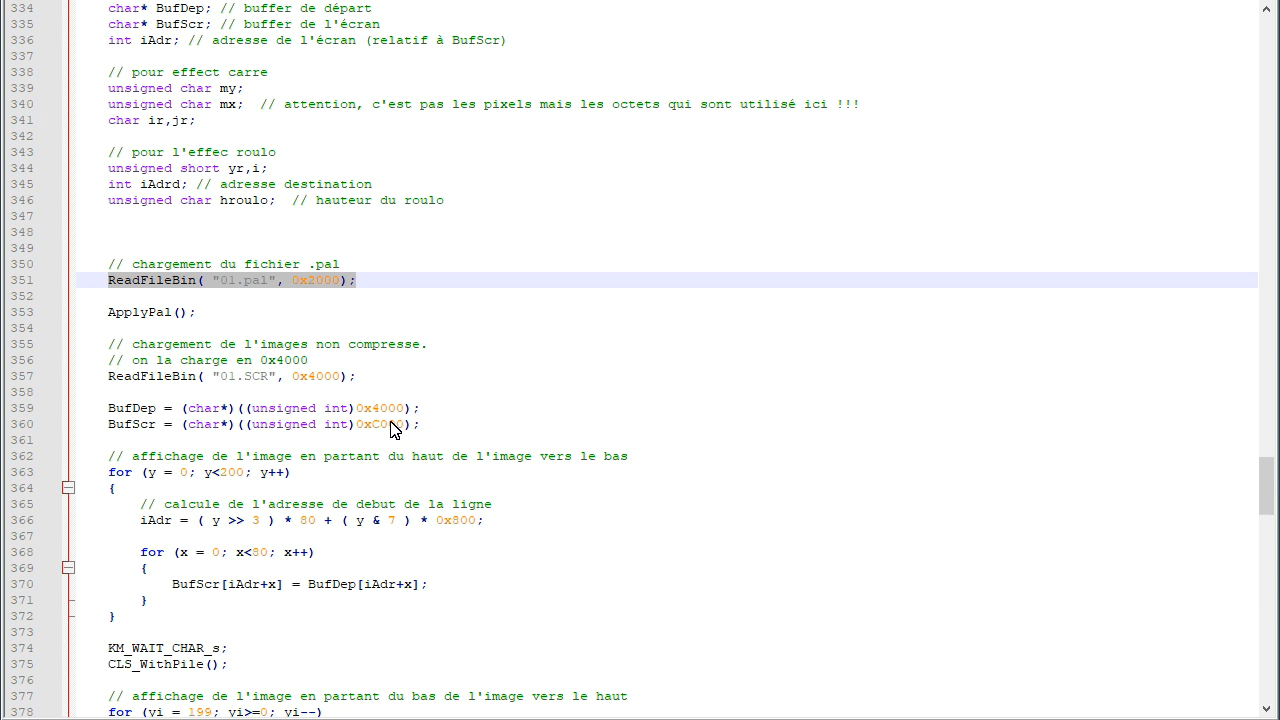 334 char* BufDep; // buffer de départ
335 char* BufScr; // buffer de l'écran
336 int iAdr; // adresse de l'écran (relatif à BufScr)
337
338 // pour effect carre
339 unsigned char my;
340 unsigned char mx;  // attention, c'est pas les pixels mais les octets qui sont utilisé ici !!!
341 char ir,jr;
342
343 // pour l'effec roulo
344 unsigned short yr,i;
345 int iAdrd; // adresse destination
346 unsigned char hroulo;  // hauteur du roulo
347
348
349
350 // chargement du fichier .pal
351 ReadFileBin( "01.pal", 0x2000);
352
353 ApplyPal();
354
355 // chargement de l'images non compresse.
356 // on la charge en 0x4000
357 ReadFileBin( "01.SCR", 0x4000);
358
359 BufDep = (char*)((unsigned int)0x4000);
360 BufScr = (char*)((unsigned int)0xC000);
361
362 // affichage de l'image en partant du haut de l'image vers le bas
363 for (y = 0; y<200; y++)
364 {
365 // calcule de l'adresse de debut de la ligne
366 iAdr = ( y >> 3 ) * 80 + ( y & 7 ) * 0x800;
367
368 for (x = 0; x<80; x++)
369 {
370 BufScr[iAdr+x] = BufDep[iAdr+x];
371 }
372 }
373
374 KM_WAIT_CHAR_s;
375 CLS_WithPile();
376
377 // affichage de l'image en partant du bas de l'image vers le haut
378 for (yi = 199; yi>=0; yi--)